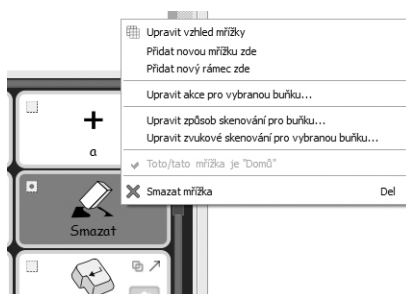 Upravit vzhled mřížky
Přidat novou mřížku zde
Přidat nový rámec zde
Upravit akce pro vybranou buňku...
Upravit způsob skenování pro buňku...
Upravit zvukové skenování pro vybranou buňku...
Toto/tato mřížka je "Domů"
Smazat mřížka Del
+
a
Smazat